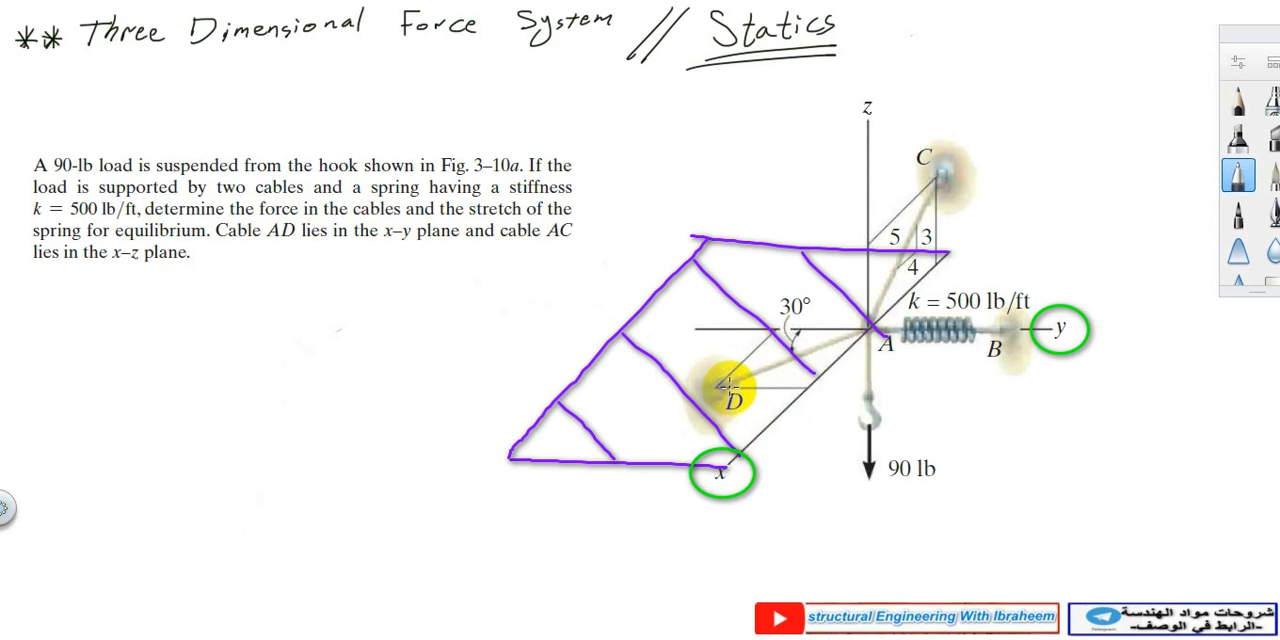 ** Three Dimensional Force System // Statics
A 90-lb load is suspended from the hook shown in Fig. 3–10a. If the
load is supported by two cables and a spring having a stiffness
k = 500 lb/ft, determine the force in the cables and the stretch of the
spring for equilibrium. Cable AD lies in the x–y plane and cable AC
lies in the x–z plane.
z
C
5
3
4
30°
k = 500 lb/ft
y
A
B
D
x
90 lb
structural Engineering With Ibraheem
شروحات مواد الهندسة
-الرابط في الوصف-
Telegram